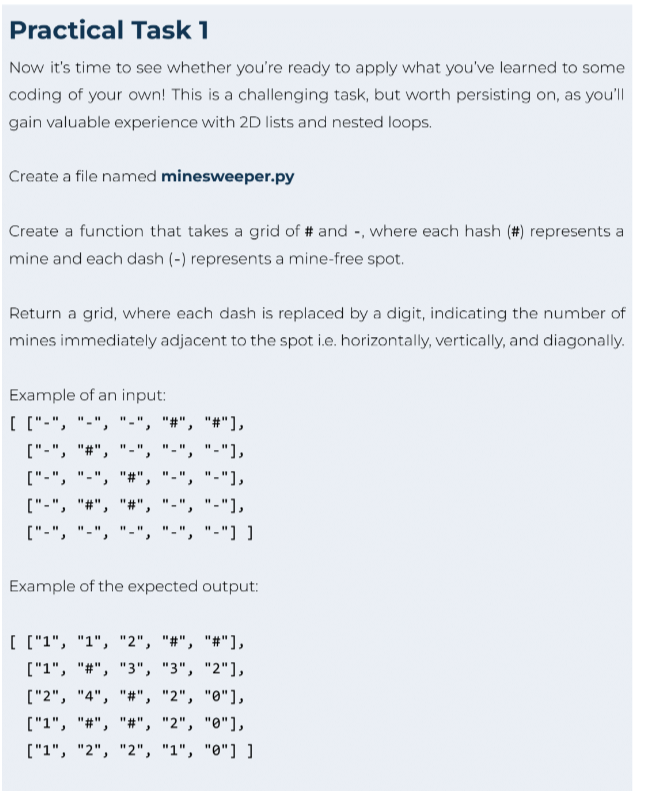 Practical Task 1
Now it's time to see whether you're ready to apply what you've learned to some
coding of your own! This is a challenging task, but worth persisting on, as you'll
gain valuable experience with 2D lists and nested loops.
Create a file named minesweeper.py
Create a function that takes a grid of # and -, where each hash (#) represents a
mine and each dash (-) represents a mine-free spot.
Return a grid, where each dash is replaced by a digit, indicating the number of
mines immediately adjacent to the spot i.e. horizontally, vertically, and diagonally.
Example of an input:
[ ["-", "-", "-", "#", "#"],
["-", "#", "-", "-", "-"],
["-", "-", "#", "-", "-"],
["-", "#", "#", "-", "-"],
["-", "-", "-", "-", "-"] ]
Example of the expected output:
[ ["1", "1", "2", "#", "#"],
["1", "#", "3", "3", "2"],
["2", "4", "#", "2", "0"],
["1", "#", "#", "2", "0"],
["1", "2", "2", "1", "0"] ]